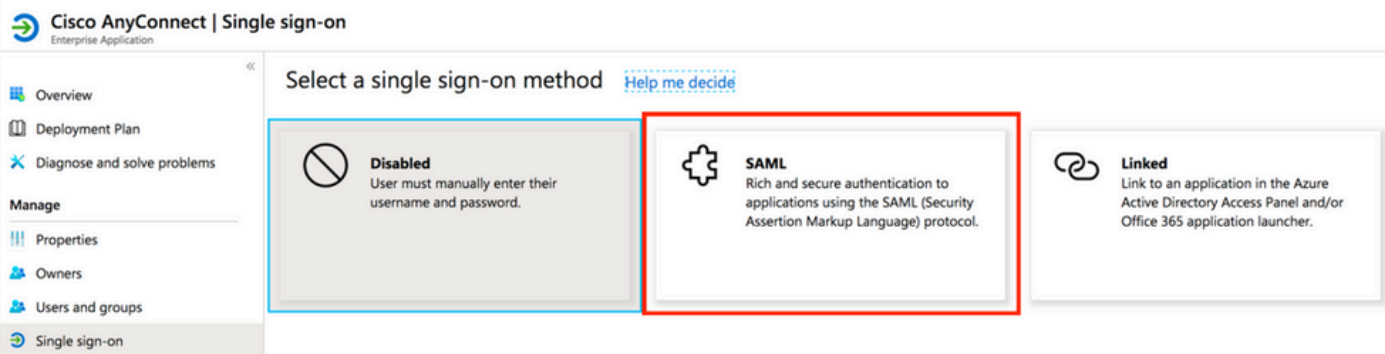 Cisco AnyConnect | Single sign-on
Enterprise Application
«
Overview
Deployment Plan
Diagnose and solve problems
Manage
Properties
Owners
Users and groups
Single sign-on
Select a single sign-on method Help me decide
Disabled
User must manually enter their
username and password.
SAML
Rich and secure authentication to
applications using the SAML (Security
Assertion Markup Language) protocol.
Linked
Link to an application in the Azure
Active Directory Access Panel and/or
Office 365 application launcher.